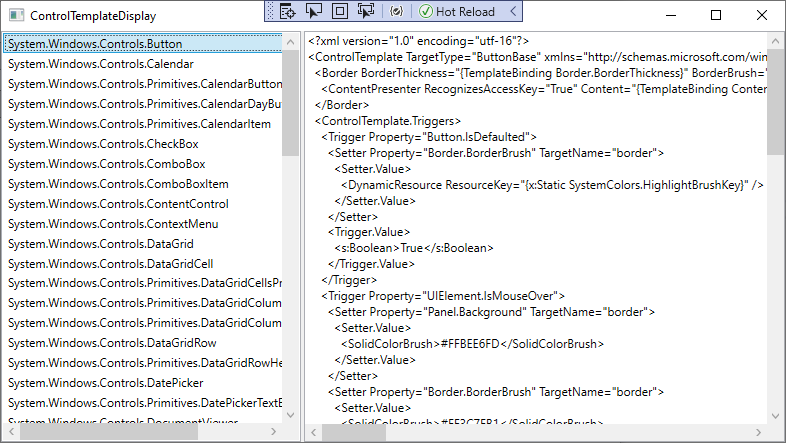 ControlTemplateDisplay
Hot Reload
System.Windows.Controls.Button
System.Windows.Controls.Calendar
System.Windows.Controls.Primitives.CalendarButton
System.Windows.Controls.Primitives.CalendarDayBu
System.Windows.Controls.Primitives.CalendarItem
System.Windows.Controls.CheckBox
System.Windows.Controls.ComboBox
System.Windows.Controls.ComboBoxItem
System.Windows.Controls.ContentControl
System.Windows.Controls.ContextMenu
System.Windows.Controls.DataGrid
System.Windows.Controls.DataGridCell
System.Windows.Controls.Primitives.DataGridCellsPr
System.Windows.Controls.Primitives.DataGridColum
System.Windows.Controls.Primitives.DataGridColum
System.Windows.Controls.DataGridRow
System.Windows.Controls.Primitives.DataGridRowHe
System.Windows.Controls.DatePicker
System.Windows.Controls.Primitives.DatePickerTextB
System.Windows.Controls.DocumentViewer
<?xml version="1.0" encoding="utf-16"?>
<ControlTemplate TargetType="ButtonBase" xmlns="http://schemas.microsoft.com/win
<Border BorderThickness="{TemplateBinding Border.BorderThickness}" BorderBrush="
<ContentPresenter RecognizesAccessKey="True" Content="{TemplateBinding Conten
</Border>
<ControlTemplate.Triggers>
<Trigger Property="Button.IsDefaulted">
<Setter Property="Border.BorderBrush" TargetName="border">
<Setter.Value>
<DynamicResource ResourceKey="{x:Static SystemColors.HighlightBrushKey}" />
</Setter.Value>
</Setter>
<Trigger.Value>
<s:Boolean>True</s:Boolean>
</Trigger.Value>
</Trigger>
<Trigger Property="UIElement.IsMouseOver">
<Setter Property="Panel.Background" TargetName="border">
<Setter.Value>
<SolidColorBrush>#FFBEE6FD</SolidColorBrush>
</Setter.Value>
</Setter>
<Setter Property="Border.BorderBrush" TargetName="border">
<Setter.Value>
<SolidColorBrush>#FF3C7FB1</SolidColorBrush>